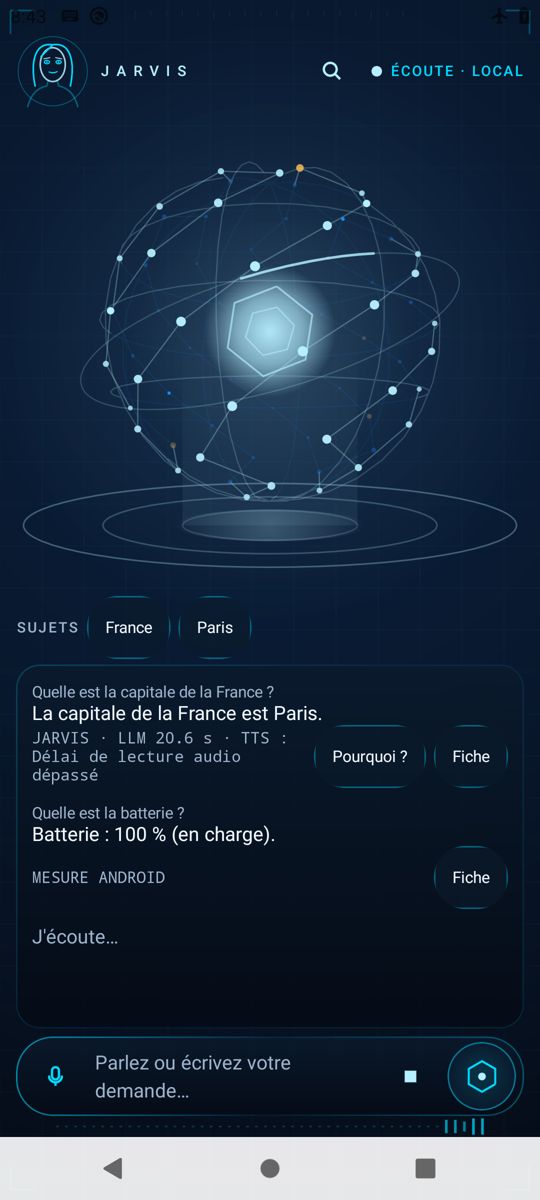 8:43
JARVIS
ÉCOUTE · LOCAL
SUJETS
France
Paris
Quelle est la capitale de la France ?
La capitale de la France est Paris.
JARVIS · LLM 20.6 s · TTS :
Délai de lecture audio
dépassé
Pourquoi ?
Fiche
Quelle est la batterie ?
Batterie : 100 % (en charge).
MESURE ANDROID
Fiche
J'écoute…
Parlez ou écrivez votre
demande…